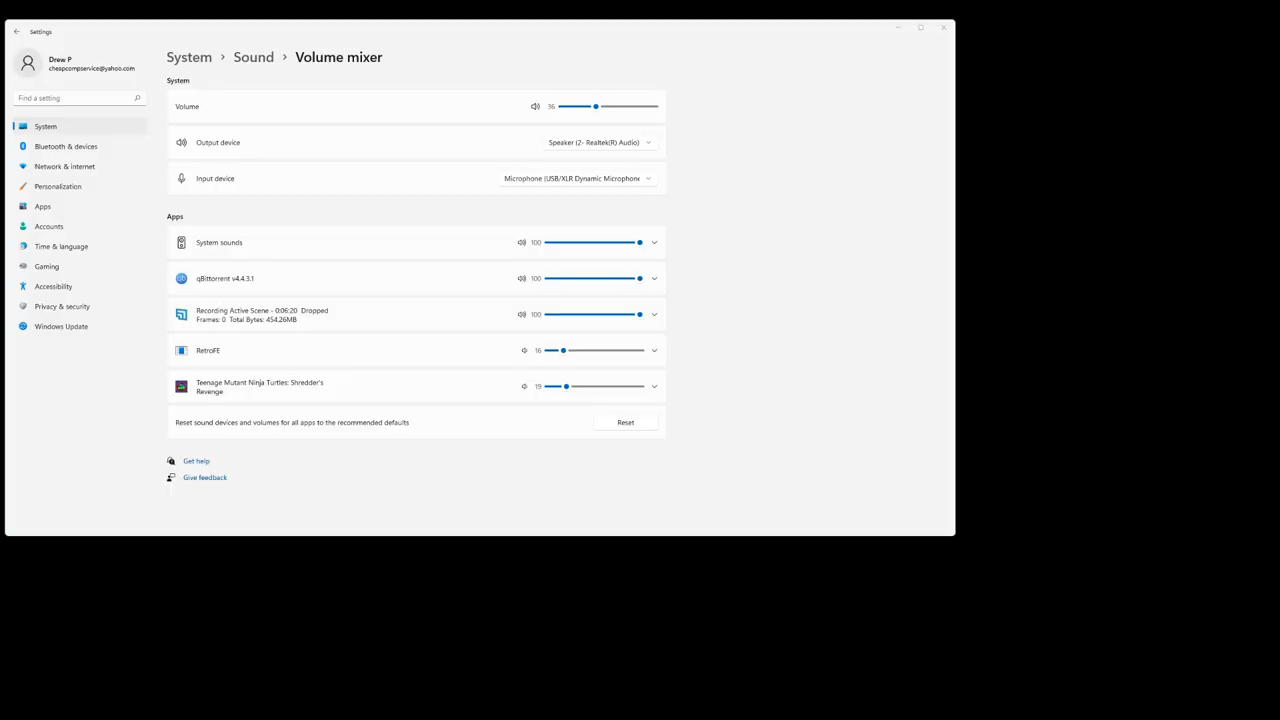 Settings
Drew P
cheapcompservice@yahoo.com
Find a setting
System
Bluetooth & devices
Network & internet
Personalization
Apps
Accounts
Time & language
Gaming
Accessibility
Privacy & security
Windows Update
System › Sound › Volume mixer
System
Volume 36
Output device Speaker (2- Realtek(R) Audio)
Input device Microphone (USB/XLR Dynamic Microphone
Apps
System sounds 100
qBittorrent v4.4.3.1 100
Recording Active Scene - 0:06:20 Dropped
Frames: 0 Total Bytes: 454.26MB 100
RetroFE 16
Teenage Mutant Ninja Turtles: Shredder's
Revenge 19
Reset sound devices and volumes for all apps to the recommended defaults Reset
Get help
Give feedback